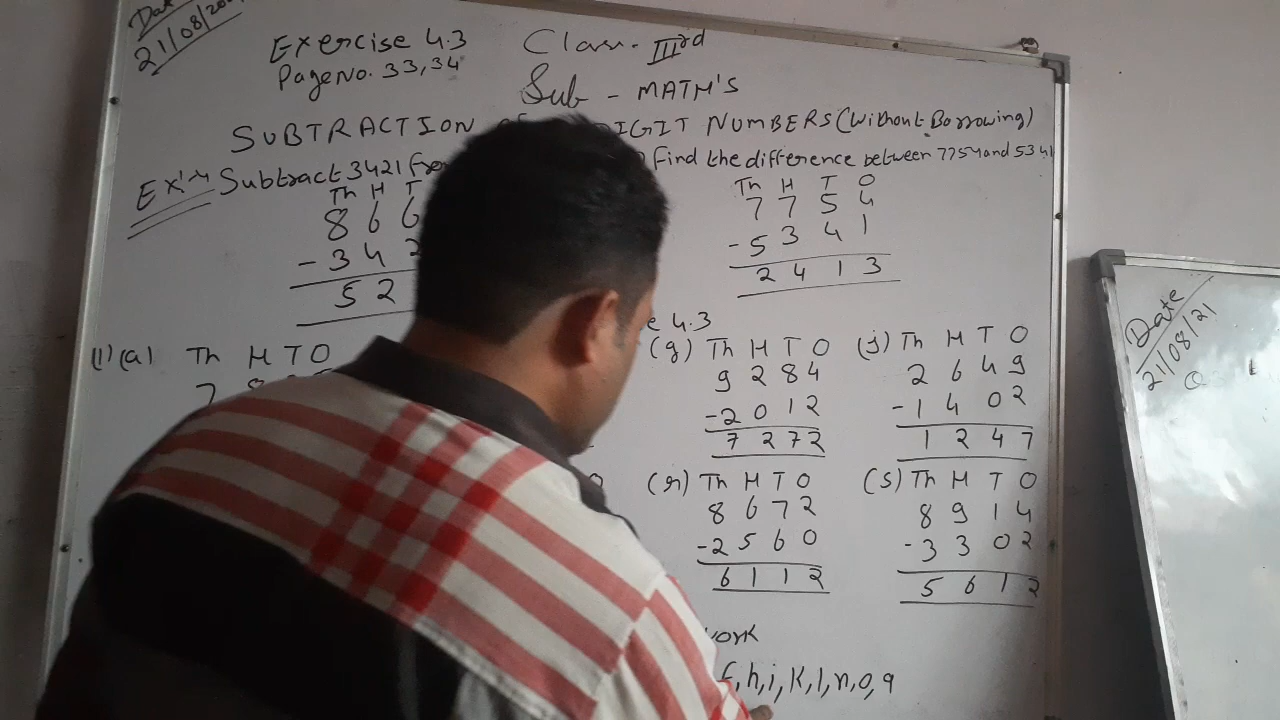 Date
21/08/20
Exercise 4.3
Class- IIIrd
Page No. 33,34
Sub - MATH'S
SUBTRACTION DIGIT NUMBERS (Without Borrowing)
Subtract 3421 from
Find the difference between 7754 and 5341
Th H T
8 6 6
- 3 4 2
5 2
Th H T O
7 7 5 4
- 5 3 4 1
2 4 1 3
4.3
(1) (a) Th H T O
7
(g) Th H T O
9 2 8 4
- 2 0 1 2
7 2 7 2
(j) Th H T O
2 6 4 9
- 1 4 0 2
1 2 4 7
Th H T O
8 6 7 2
- 2 5 6 0
6 1 1 2
(s) Th H T O
8 9 1 4
- 3 3 0 2
5 6 1 2
work
f, h, i, k, l, n, o, q
Date
21/08/21